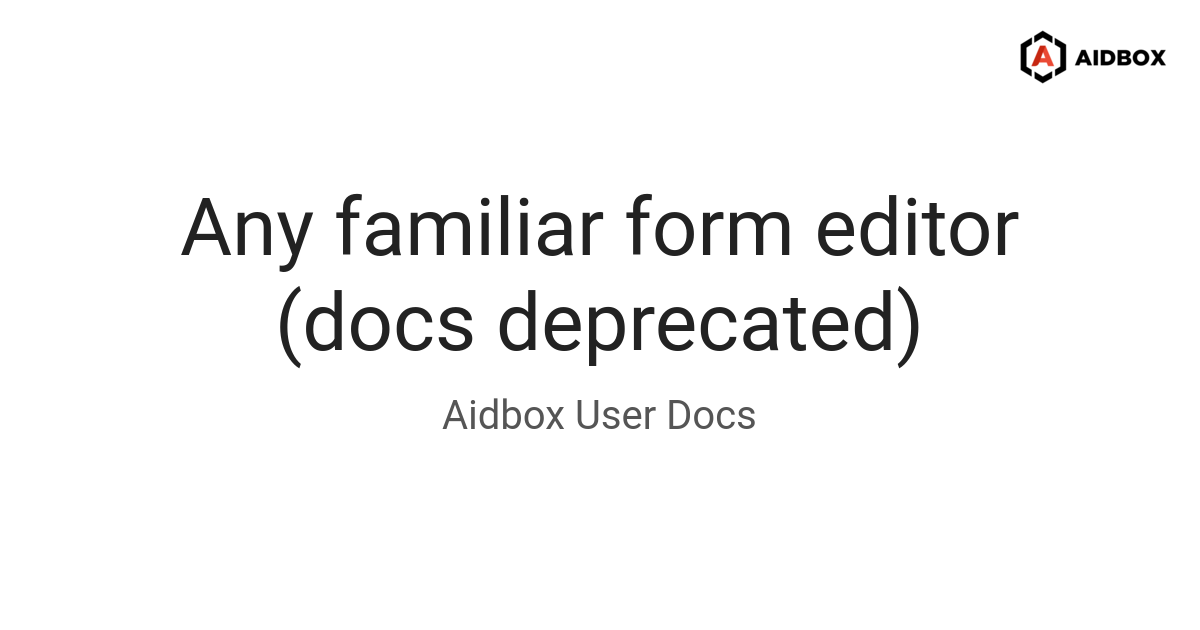 AIDBOX
Any familiar form editor
(docs deprecated)
Aidbox User Docs